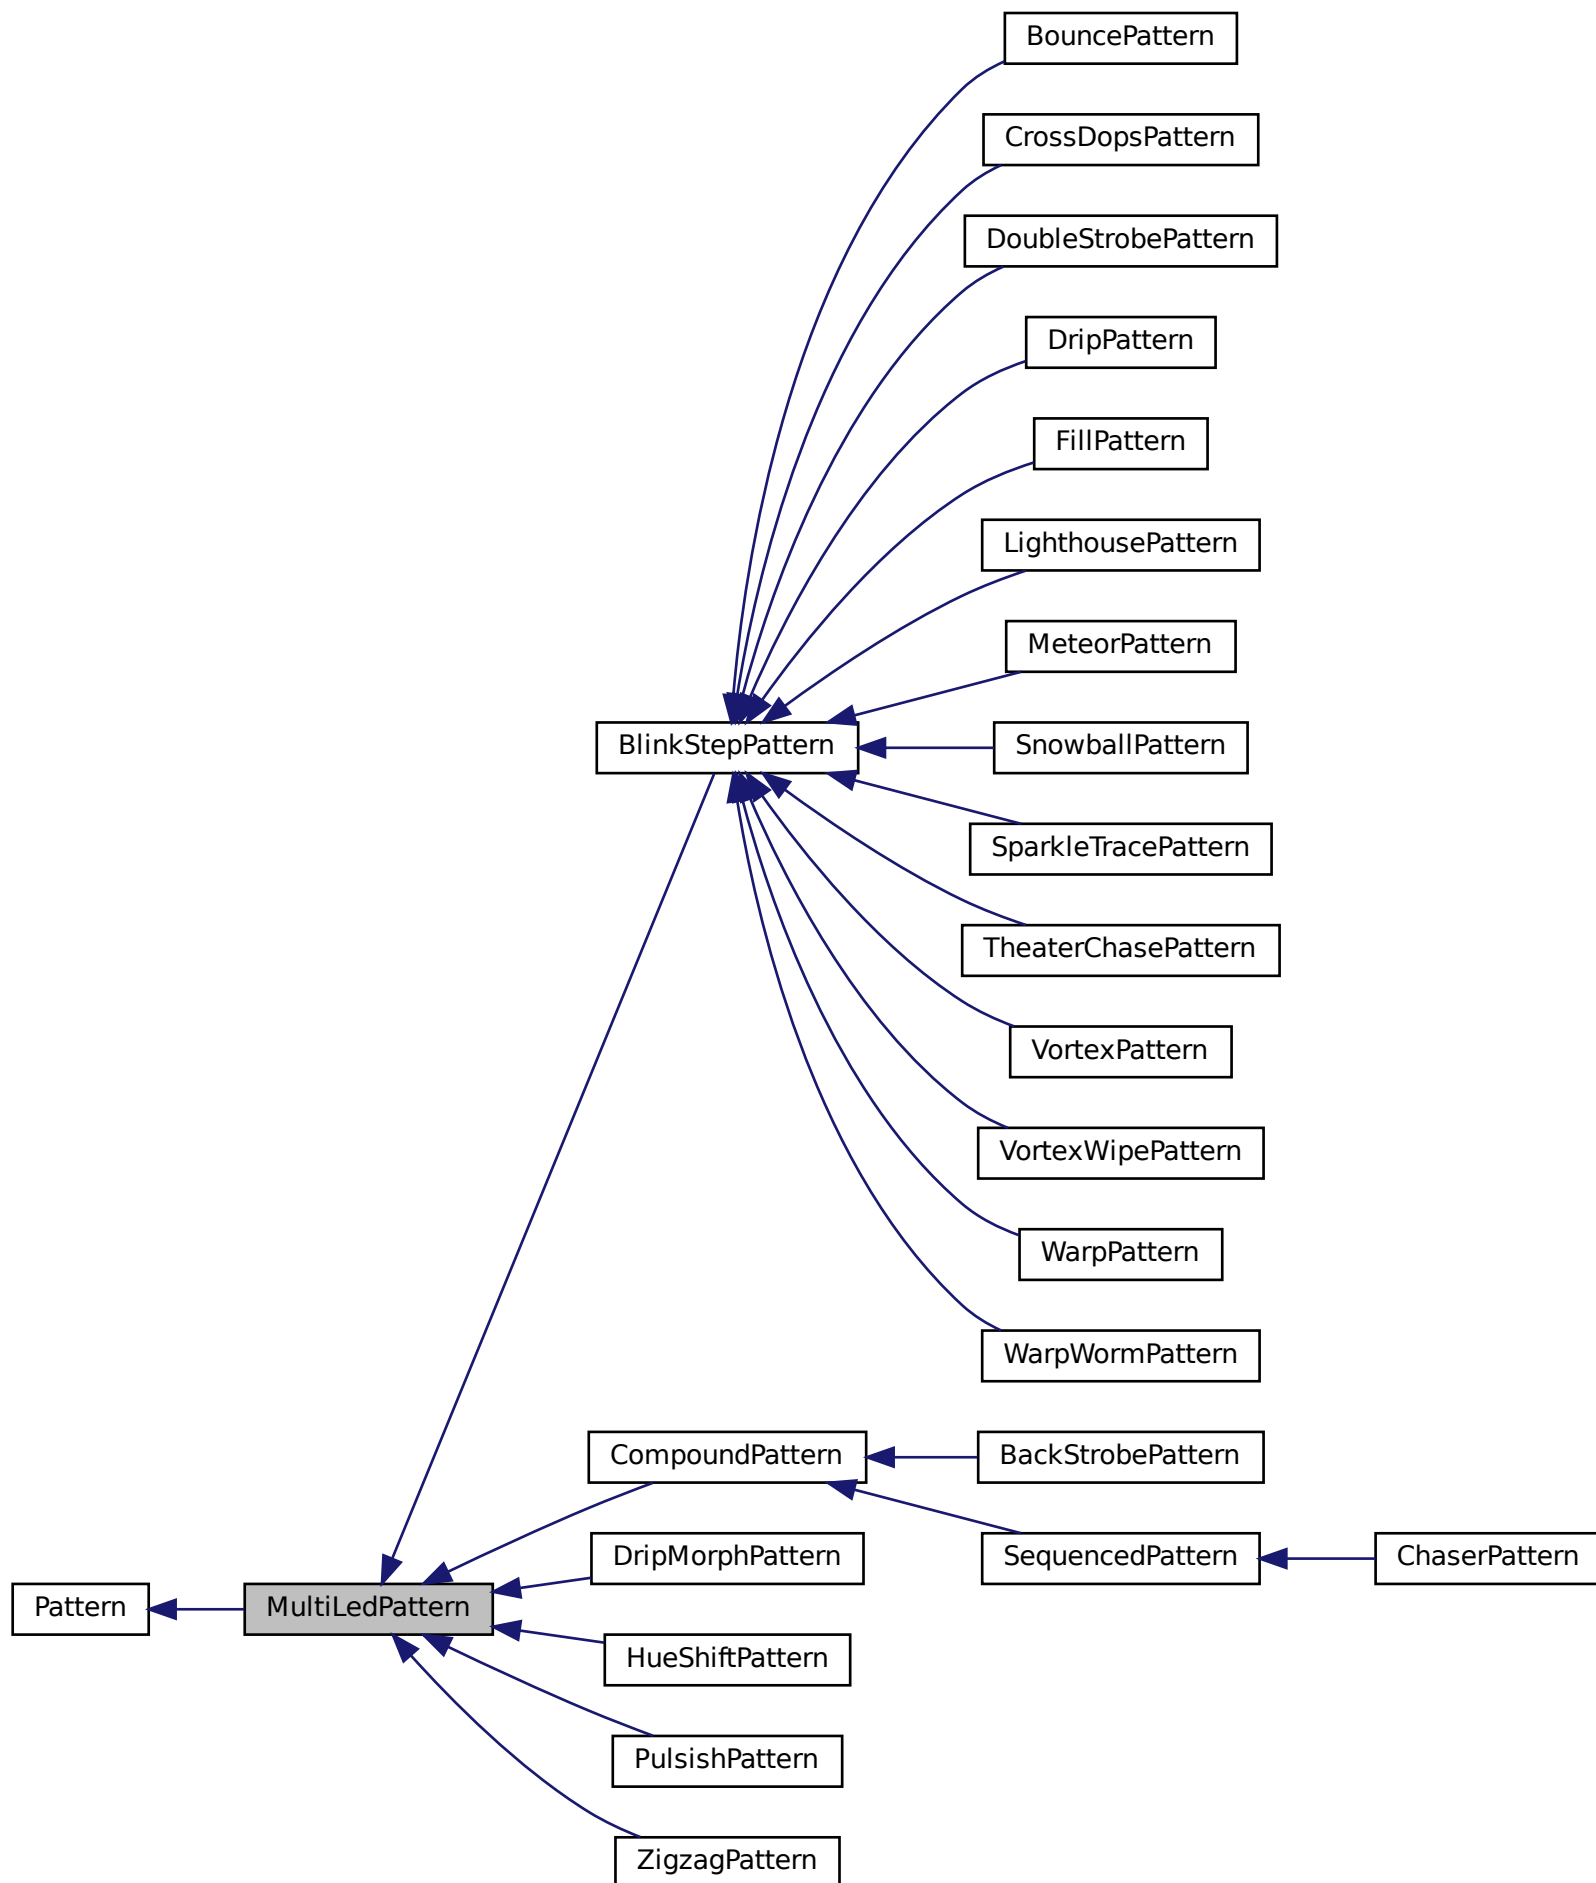 BouncePattern
CrossDopsPattern
DoubleStrobePattern
DripPattern
FillPattern
LighthousePattern
MeteorPattern
BlinkStepPattern
SnowballPattern
SparkleTracePattern
TheaterChasePattern
VortexPattern
VortexWipePattern
WarpPattern
WarpWormPattern
CompoundPattern
BackStrobePattern
DripMorphPattern
SequencedPattern
ChaserPattern
Pattern
MultiLedPattern
HueShiftPattern
PulsishPattern
ZigzagPattern